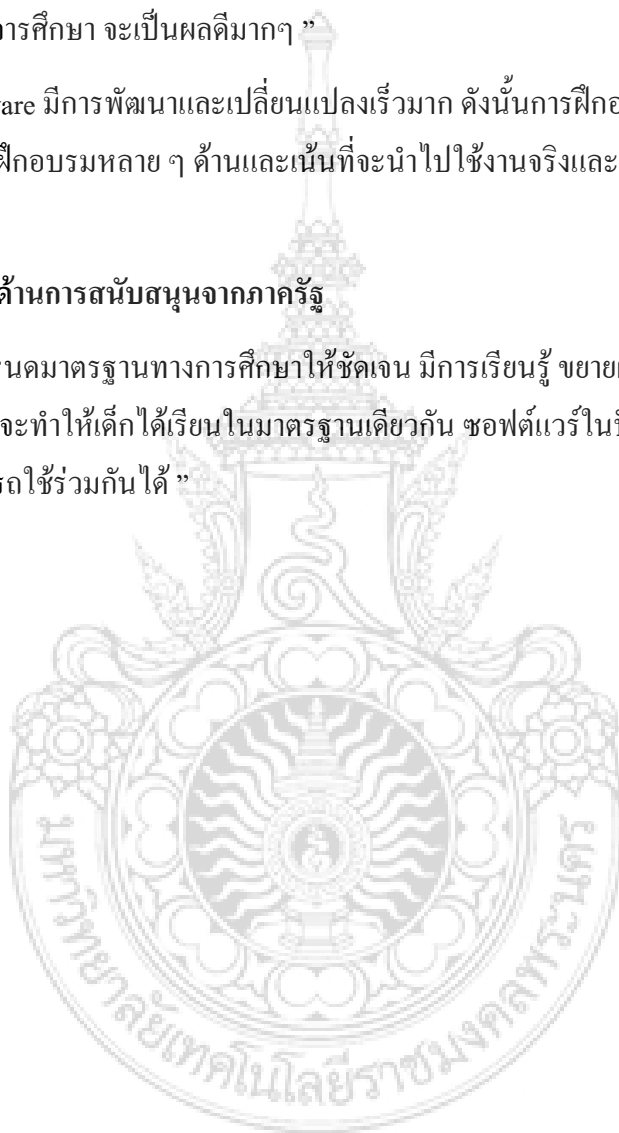 ารศึกษา จะเป็นผลดีมากๆ ”
are มีการพัฒนาและเปลี่ยนแปลงเร็วมาก ดังนั้นการฝึกอ
ฝึกอบรมหลาย ๆ ด้านและเน้นที่จะนำไปใช้งานจริงและ
ด้านการสนับสนุนจากภาครัฐ
นดมาตรฐานทางการศึกษาให้ชัดเจน มีการเรียนรู้ ขยาย
จะทำให้เด็กได้เรียนในมาตรฐานเดียวกัน ซอฟต์แวร์ใน
รถใช้ร่วมกันได้ ”
มหาวิทยาลัยเทคโนโลยีราชมงคลพระนคร